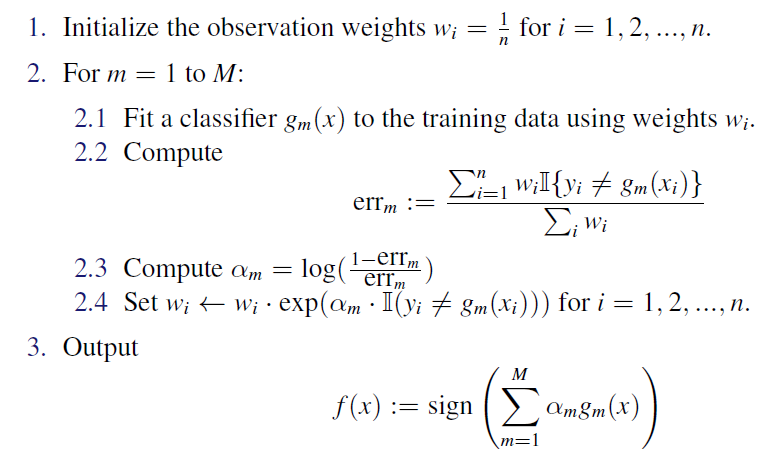 1. Initialize the observation weights wᵢ = 1/n for i = 1, 2, ..., n.
2. For m = 1 to M:
2.1 Fit a classifier gₘ(x) to the training data using weights wᵢ.
2.2 Compute
errₘ := ∑ⁿᵢ₌₁ wᵢ𝕀{yᵢ ≠ gₘ(xᵢ)} / ∑ᵢ wᵢ
2.3 Compute αₘ = log((1−errₘ)/errₘ)
2.4 Set wᵢ ← wᵢ · exp(αₘ · 𝕀(yᵢ ≠ gₘ(xᵢ))) for i = 1, 2, ..., n.
3. Output
f(x) := sign (∑ᴹₘ₌₁ αₘgₘ(x))